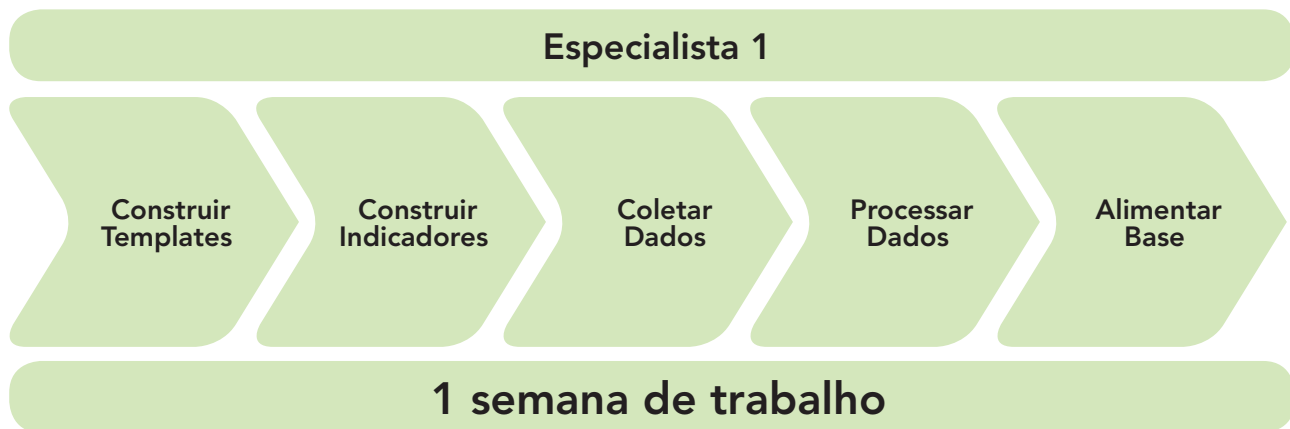 Especialista 1
Construir
Templates
Construir
Indicadores
Coletar
Dados
Processar
Dados
Alimentar
Base
1 semana de trabalho